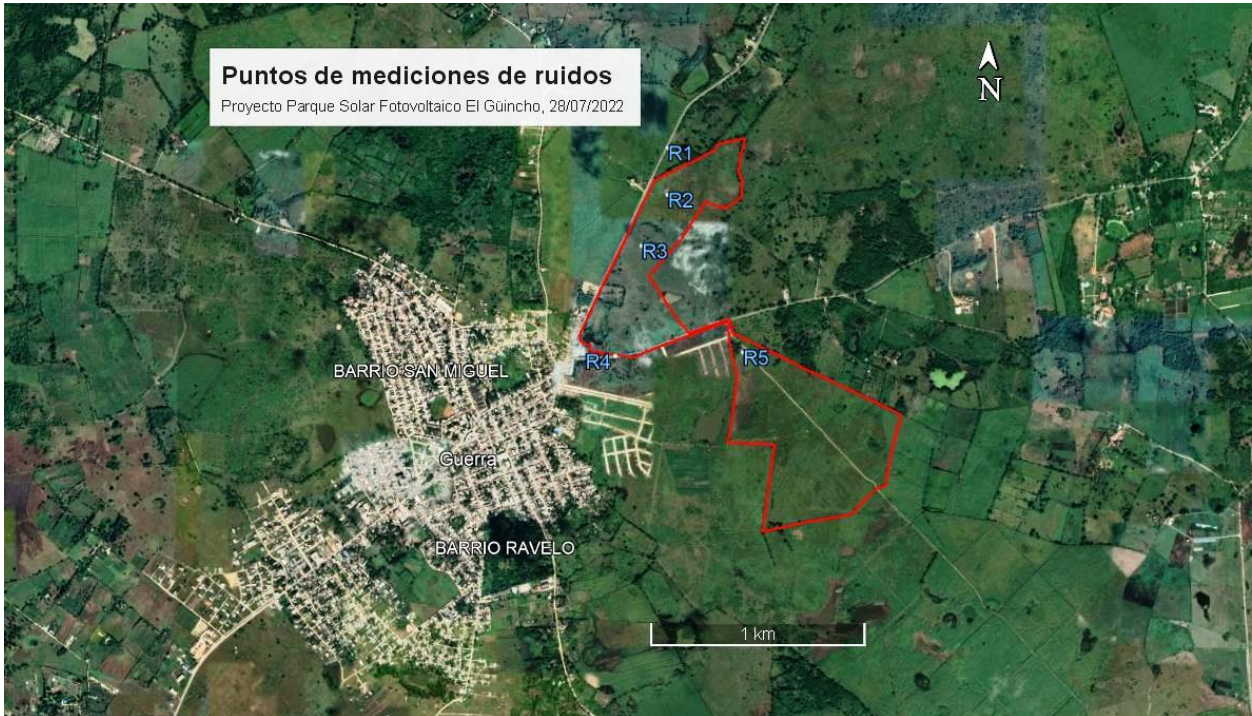 Puntos de mediciones de ruidos
Proyecto Parque Solar Fotovoltaico El Güincho, 28/07/2022
N
R1
R2
R3
R4
R5
BARRIO SAN MIGUEL
Guerra
BARRIO RAVELO
1 km